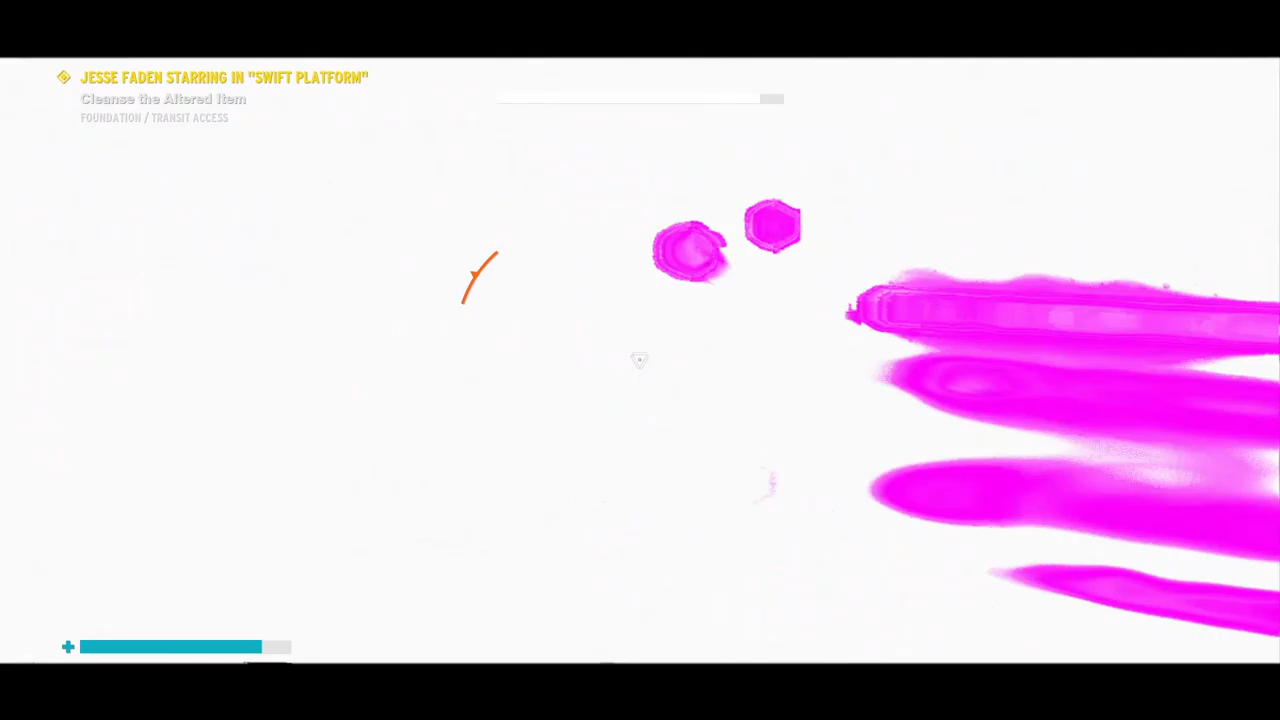 JESSE FADEN STARRING IN "SWIFT PLATFORM"
Cleanse the Altered Item
FOUNDATION / TRANSIT ACCESS